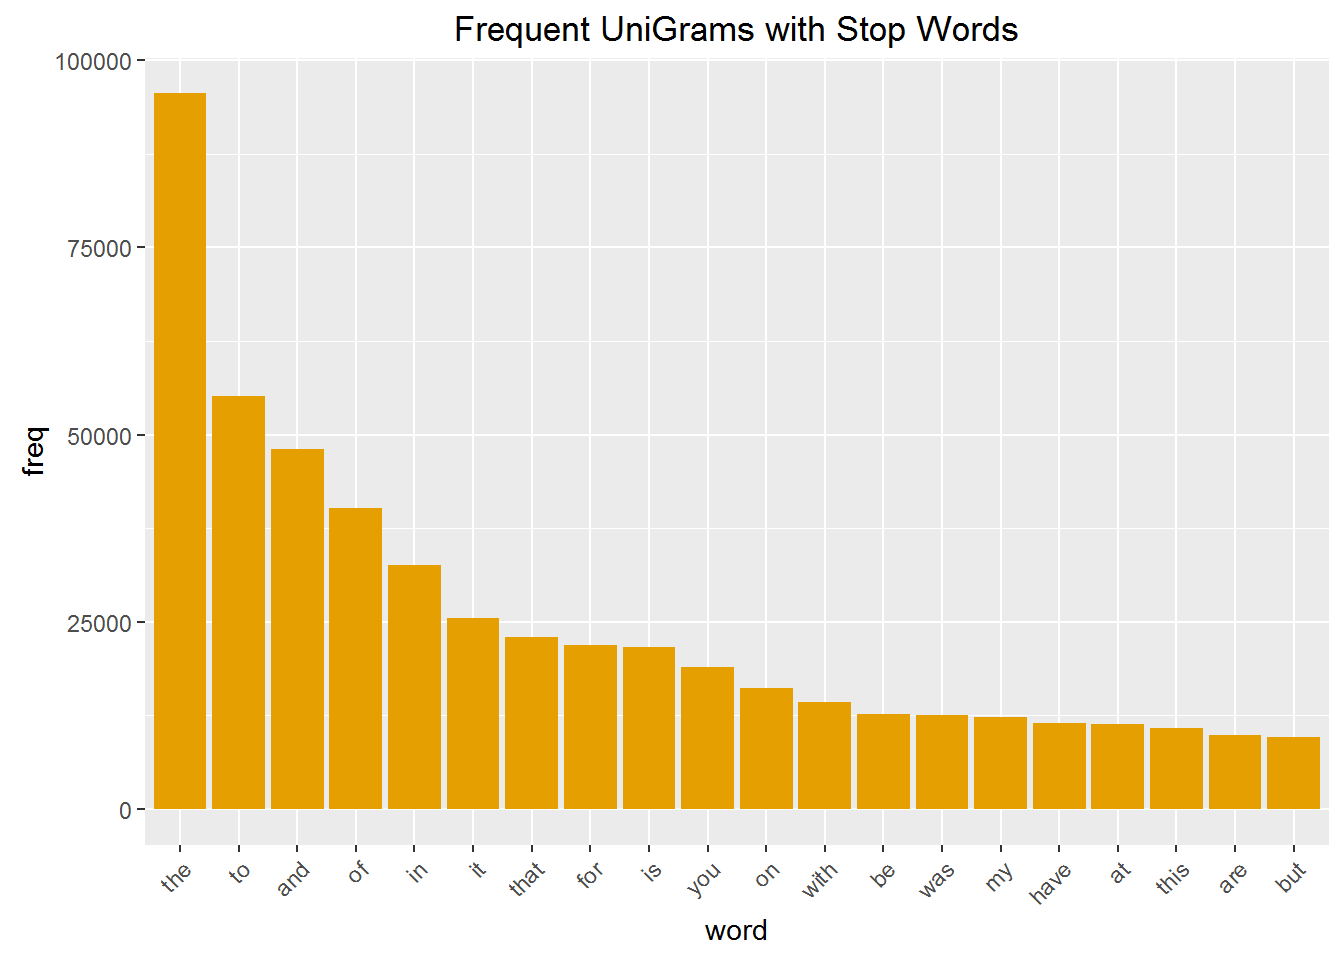 Frequent UniGrams with Stop Words
100000
75000
50000
25000
0
freq
the to and of in it that for is you on with be was my have at this are but
word